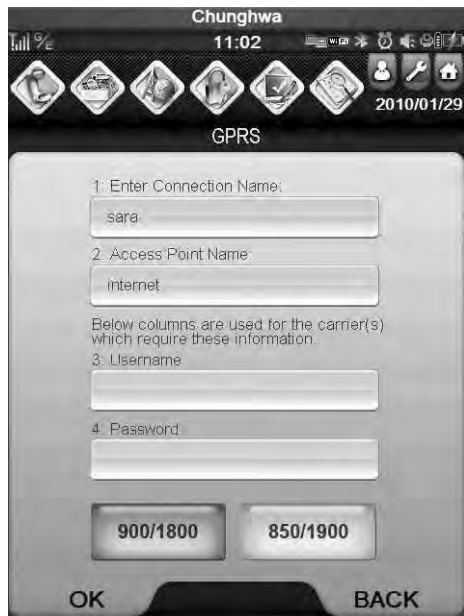 Chunghwa
11:02
2010/01/29
GPRS
1. Enter Connection Name:
sara
2. Access Point Name:
internet
Below columns are used for the carrier(s)
which require these information.
3. Username
4. Password
900/1800 850/1900
OK BACK